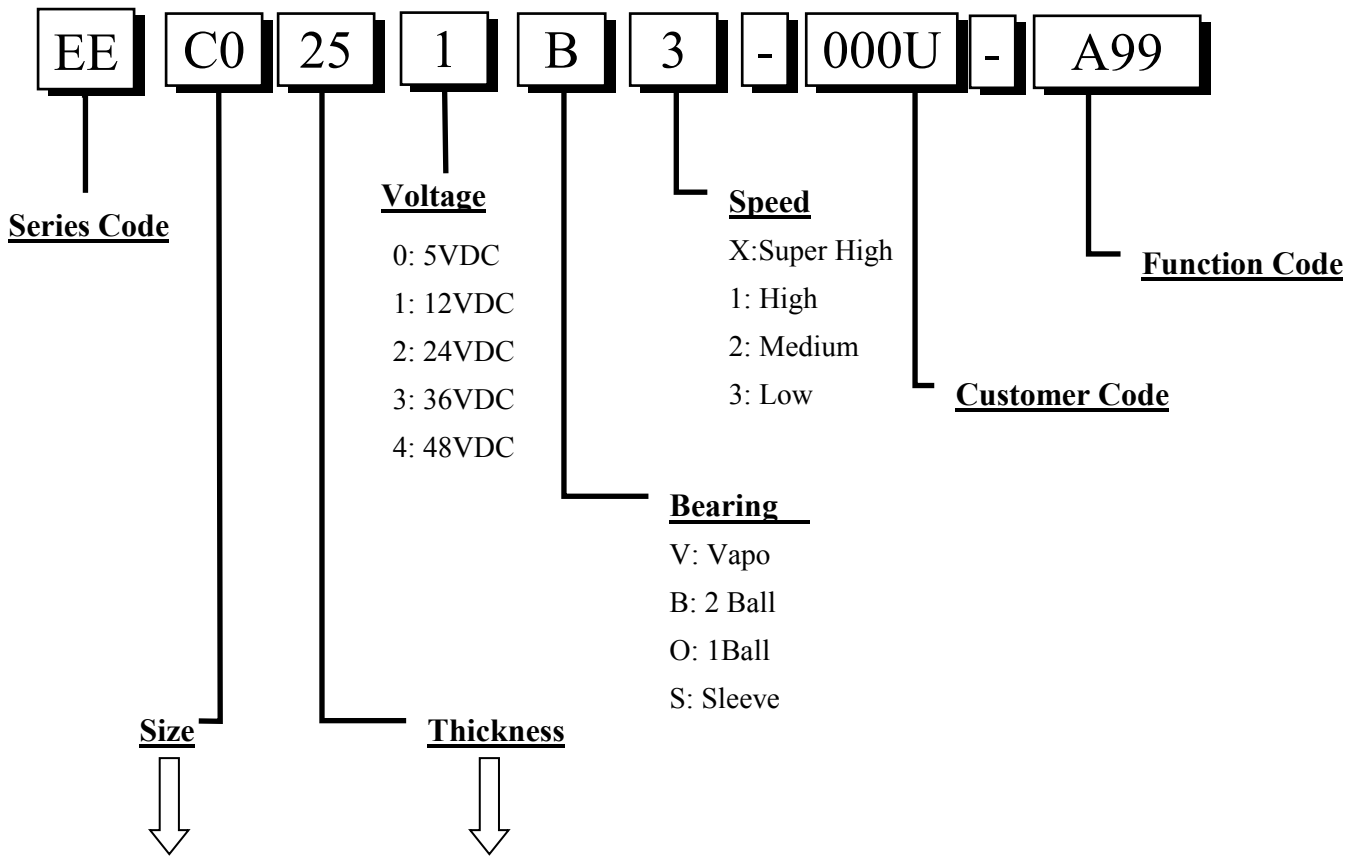 EE C0 25 1 B 3 - 000U - A99
Series Code
Voltage
0: 5VDC
1: 12VDC
2: 24VDC
3: 36VDC
4: 48VDC
Speed
X:Super High
1: High
2: Medium
3: Low
Function Code
Customer Code
Bearing
V: Vapo
B: 2 Ball
O: 1Ball
S: Sleeve
Size
Thickness